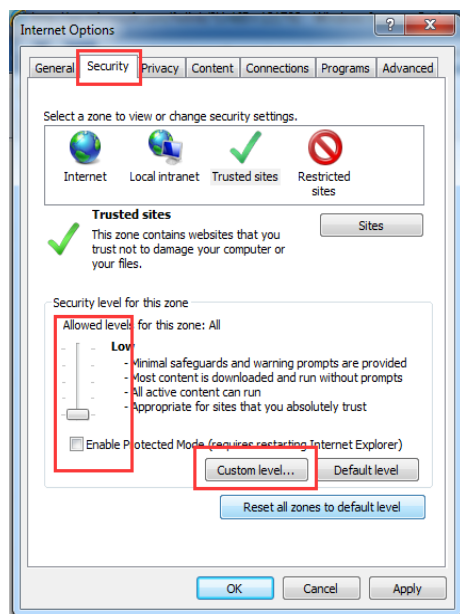 Internet Options
General Security Privacy Content Connections Programs Advanced
Select a zone to view or change security settings.
Internet Local intranet Trusted sites Restricted
sites
Trusted sites
Sites
This zone contains websites that you
trust not to damage your computer or
your files.
Security level for this zone
Allowed levels for this zone: All
Low
- Minimal safeguards and warning prompts are provided
- Most content is downloaded and run without prompts
- All active content can run
- Appropriate for sites that you absolutely trust
Enable Protected Mode (requires restarting Internet Explorer)
Custom level... Default level
Reset all zones to default level
OK Cancel Apply